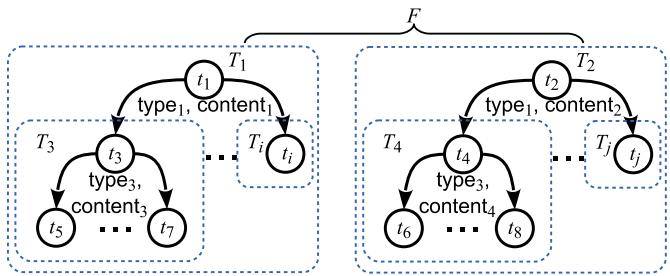 F
T₁ T₂
t₁ t₂
type₁, content₁ type₁, content₂
T₃ t₃ ... Tᵢ tᵢ T₄ t₄ ... Tⱼ tⱼ
type₃, type₃,
content₃ content₄
t₅ ... t₇ t₆ ... t₈